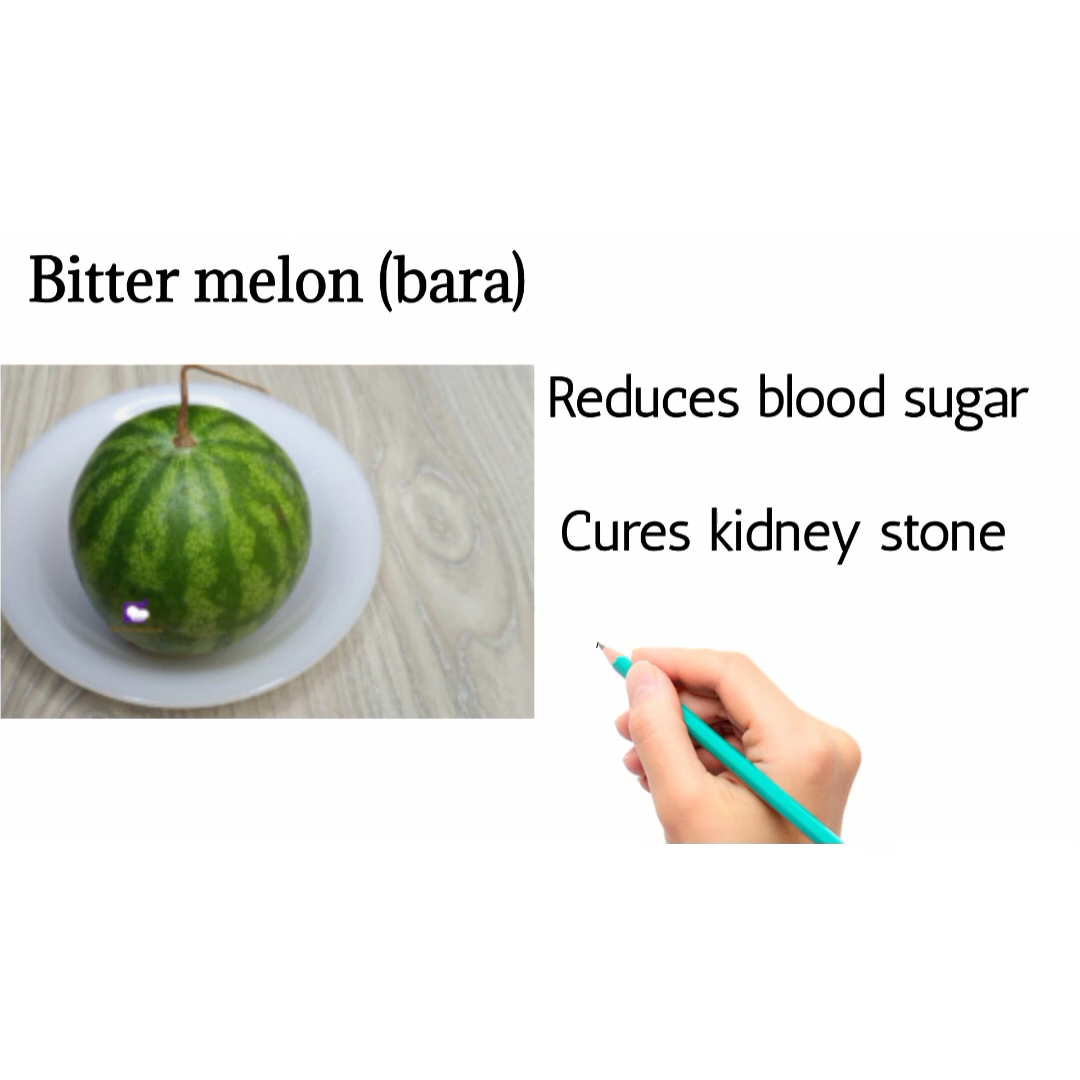 Bitter melon (bara)
Reduces blood sugar
Cures kidney stone